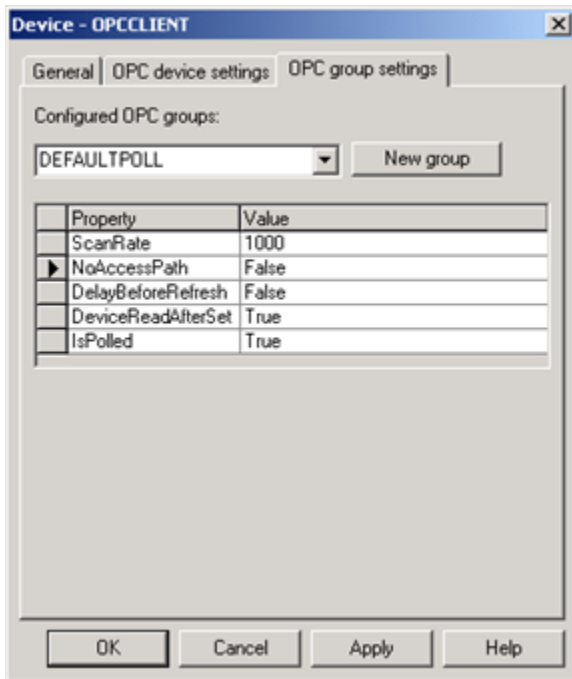 Device - OPCCLIENT
General OPC device settings OPC group settings
Configured OPC groups:
DEFAULTPOLL New group
Property Value
ScanRate 1000
NoAccessPath False
DelayBeforeRefresh False
DeviceReadAfterSet True
IsPolled True
OK Cancel Apply Help